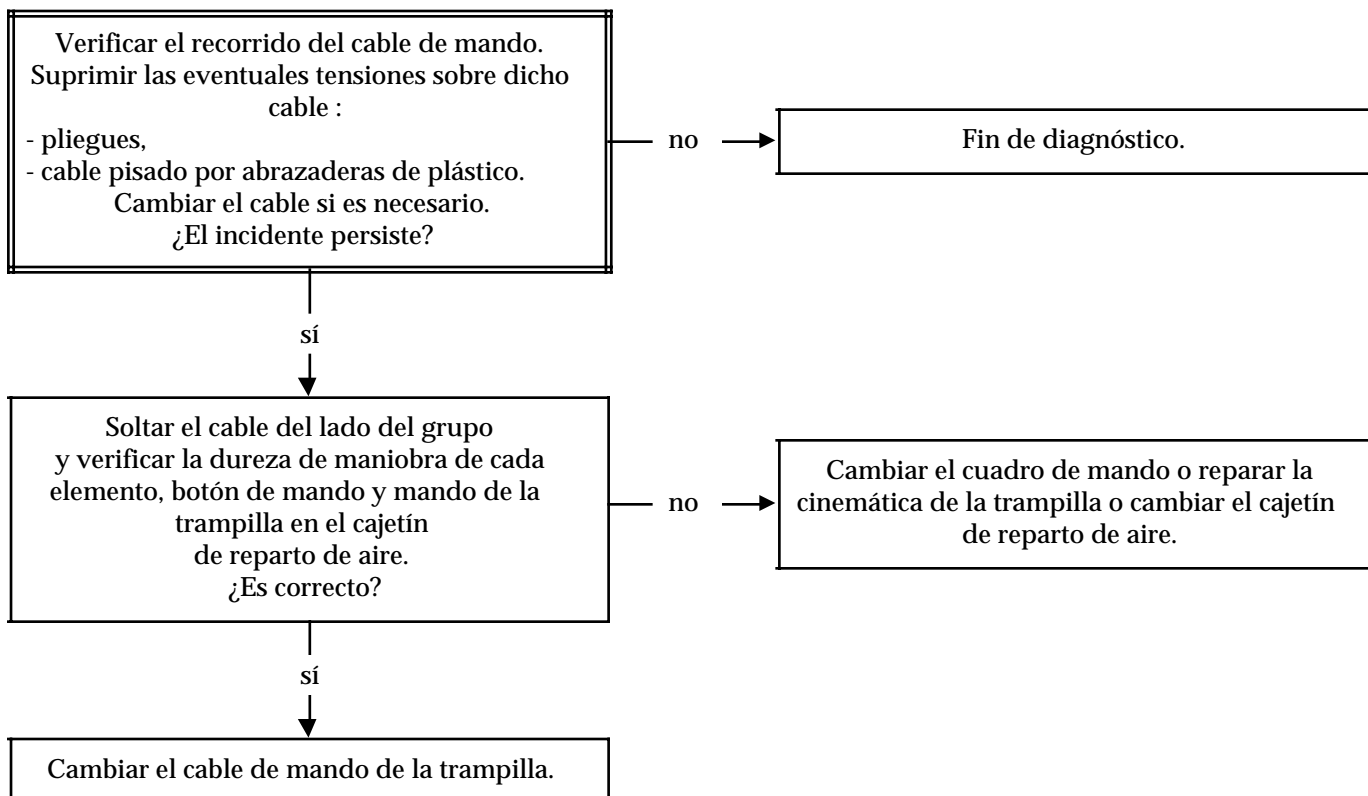 Verificar el recorrido del cable de mando.
Suprimir las eventuales tensiones sobre dicho
cable :
- pliegues,
- cable pisado por abrazaderas de plástico.
Cambiar el cable si es necesario.
¿El incidente persiste?
no
Fin de diagnóstico.
sí
Soltar el cable del lado del grupo
y verificar la dureza de maniobra de cada
elemento, botón de mando y mando de la
trampilla en el cajetín
de reparto de aire.
¿Es correcto?
no
Cambiar el cuadro de mando o reparar la
cinemática de la trampilla o cambiar el cajetín
de reparto de aire.
sí
Cambiar el cable de mando de la trampilla.